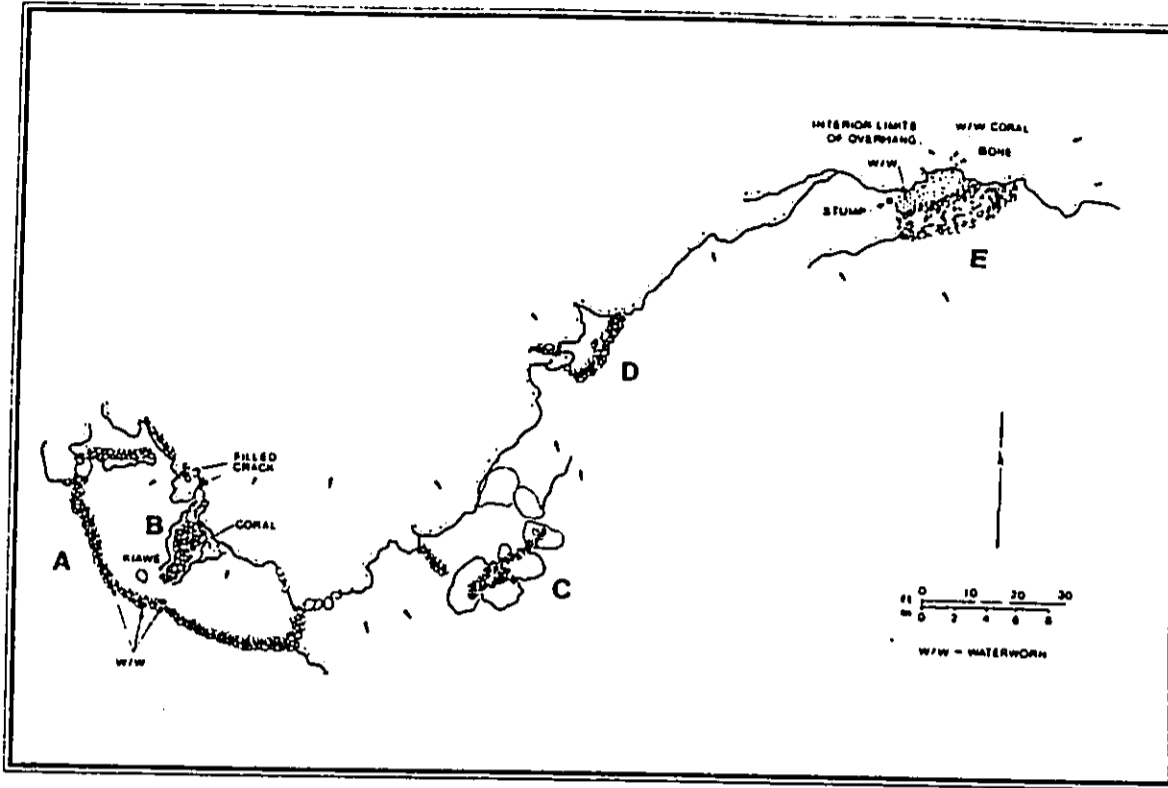 INTERIOR LIMITS
OF OVERHANG
W/W CORAL
BONE
W/W
STUMP
E
D
FILLED
CRACK
B
CORAL
A
KIAWE
C
W/W
0 10 20 30
ft
m
0 2 4 6 8
W/W - WATERWORN